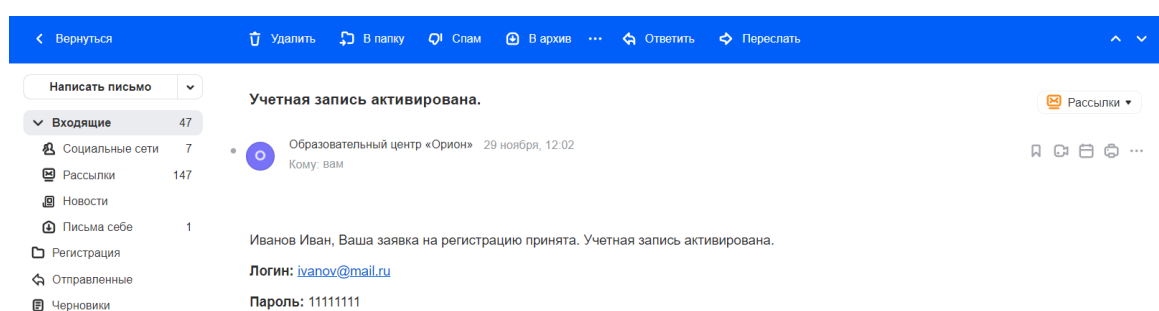 Вернуться Удалить В папку Спам В архив ... Ответить Переслать
Написать письмо
Учетная запись активирована.
Рассылки
Входящие 47
Социальные сети 7
Образовательный центр «Орион» 29 ноября, 12:02
О
Кому: вам
Рассылки 147
Новости
Письма себе 1
Иванов Иван, Ваша заявка на регистрацию принята. Учетная запись активирована.
Регистрация
Логин: ivanov@mail.ru
Отправленные
Пароль: 11111111
Черновики